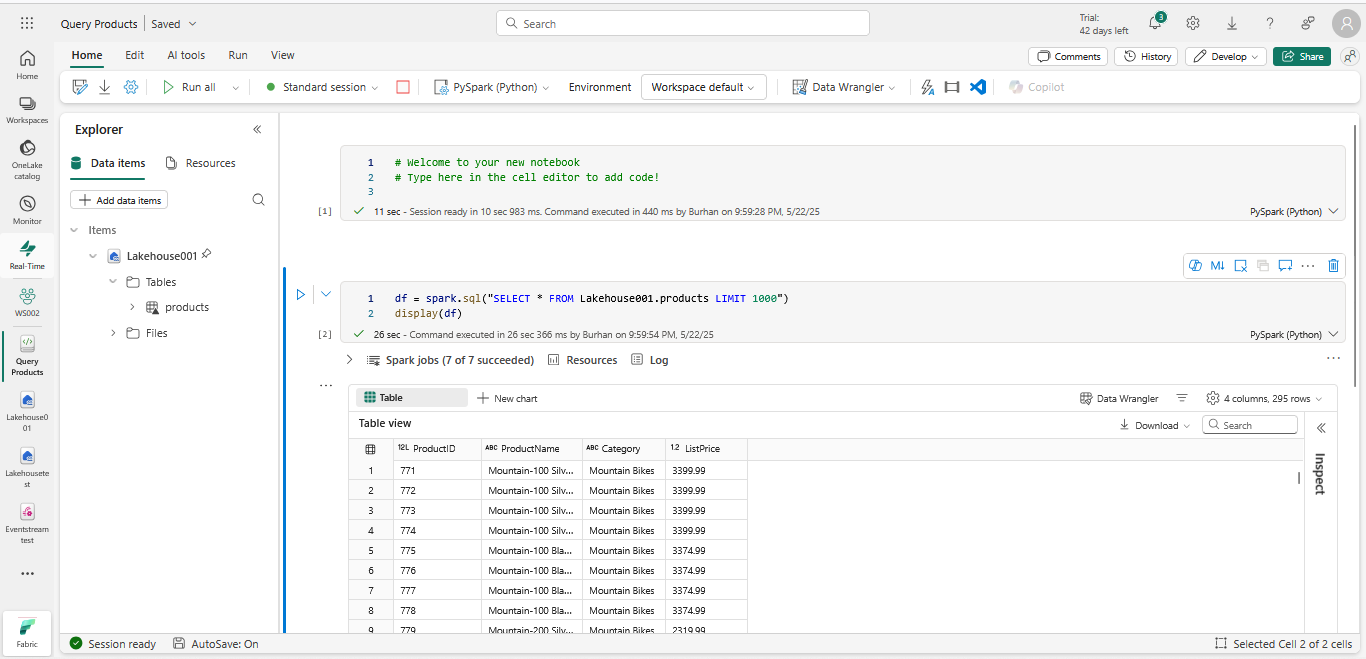 Query Products | Saved
Search
Trial:
42 days left
3
Home Edit AI tools Run View
Comments History Develop Share
Run all Standard session PySpark (Python) Environment Workspace default Data Wrangler Copilot
Home
Workspaces
OneLake
catalog
Monitor
Real-Time
WS002
Query
Products
Lakehouse0
01
Lakehousete
st
Eventstream
test
Fabric
Explorer
Data items Resources
Add data items
Items
Lakehouse001
Tables
products
Files
1 # Welcome to your new notebook
2 # Type here in the cell editor to add code!
3
[1] 11 sec - Session ready in 10 sec 983 ms. Command executed in 440 ms by Burhan on 9:59:28 PM, 5/22/25 PySpark (Python)
M↓
1 df = spark.sql("SELECT * FROM Lakehouse001.products LIMIT 1000")
2 display(df)
[2] 26 sec - Command executed in 26 sec 366 ms by Burhan on 9:59:54 PM, 5/22/25 PySpark (Python)
Spark jobs (7 of 7 succeeded) Resources Log
Table New chart Data Wrangler 4 columns, 295 rows
Table view Download Search
Inspect
12L ProductID ABC ProductName ABC Category 1.2 ListPrice
1 771 Mountain-100 Silv... Mountain Bikes 3399.99
2 772 Mountain-100 Silv... Mountain Bikes 3399.99
3 773 Mountain-100 Silv... Mountain Bikes 3399.99
4 774 Mountain-100 Silv... Mountain Bikes 3399.99
5 775 Mountain-100 Bla... Mountain Bikes 3374.99
6 776 Mountain-100 Bla... Mountain Bikes 3374.99
7 777 Mountain-100 Bla... Mountain Bikes 3374.99
8 778 Mountain-100 Bla... Mountain Bikes 3374.99
9 779 Mountain-200 Silv... Mountain Bikes 2319.99
Session ready AutoSave: On Selected Cell 2 of 2 cells